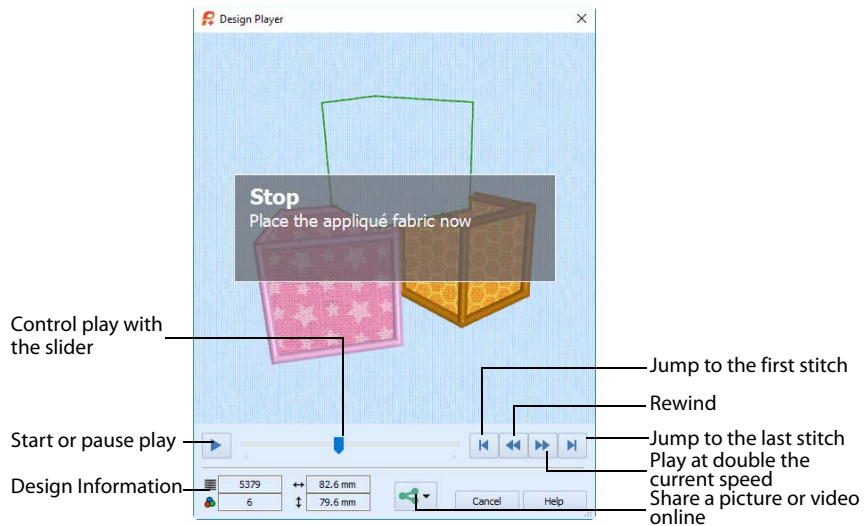 Design Player
Stop
Place the appliqué fabric now
Control play with
the slider
Jump to the first stitch
Rewind
Start or pause play
Jump to the last stitch
Play at double the
current speed
Design Information
5379
82.6 mm
6
79.6 mm
Cancel
Help
Share a picture or video
online